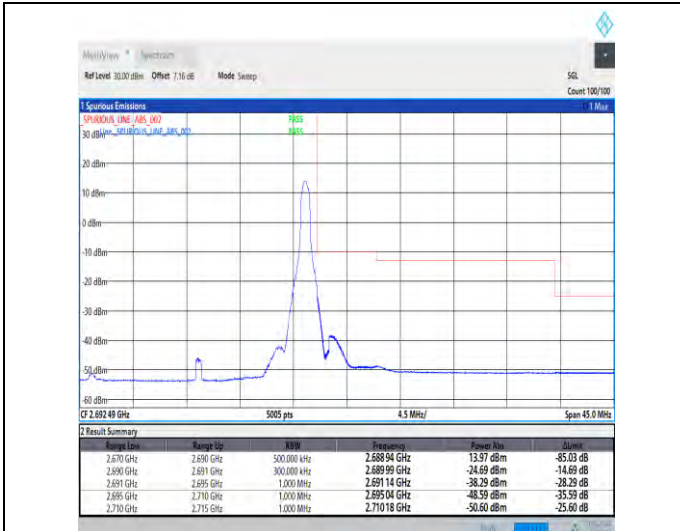 MultiView Spectrum
Ref Level 30.00 dBm Offset 7.16 dB Mode Sweep SGL
Count 100/100
1 Spurious Emissions 1 Max
SPURIOUS_LINE_ABS_002 PASS
Line_SPURIOUS_LINE_ABS_002 PASS
30 dBm
20 dBm
10 dBm
0 dBm
-10 dBm
-20 dBm
-30 dBm
-40 dBm
-50 dBm
-60 dBm
CF 2.692 49 GHz 5005 pts 4.5 MHz/ Span 45.0 MHz
2 Result Summary
Range Low Range Up RBW Frequency Power Abs ΔLimit
2.670 GHz 2.690 GHz 500.000 kHz 2.688 94 GHz 13.97 dBm -85.03 dB
2.690 GHz 2.691 GHz 300.000 kHz 2.689 99 GHz -24.69 dBm -14.69 dB
2.691 GHz 2.695 GHz 1.000 MHz 2.691 14 GHz -38.29 dBm -28.29 dB
2.695 GHz 2.710 GHz 1.000 MHz 2.695 04 GHz -48.59 dBm -35.59 dB
2.710 GHz 2.715 GHz 1.000 MHz 2.710 18 GHz -50.60 dBm -25.60 dB